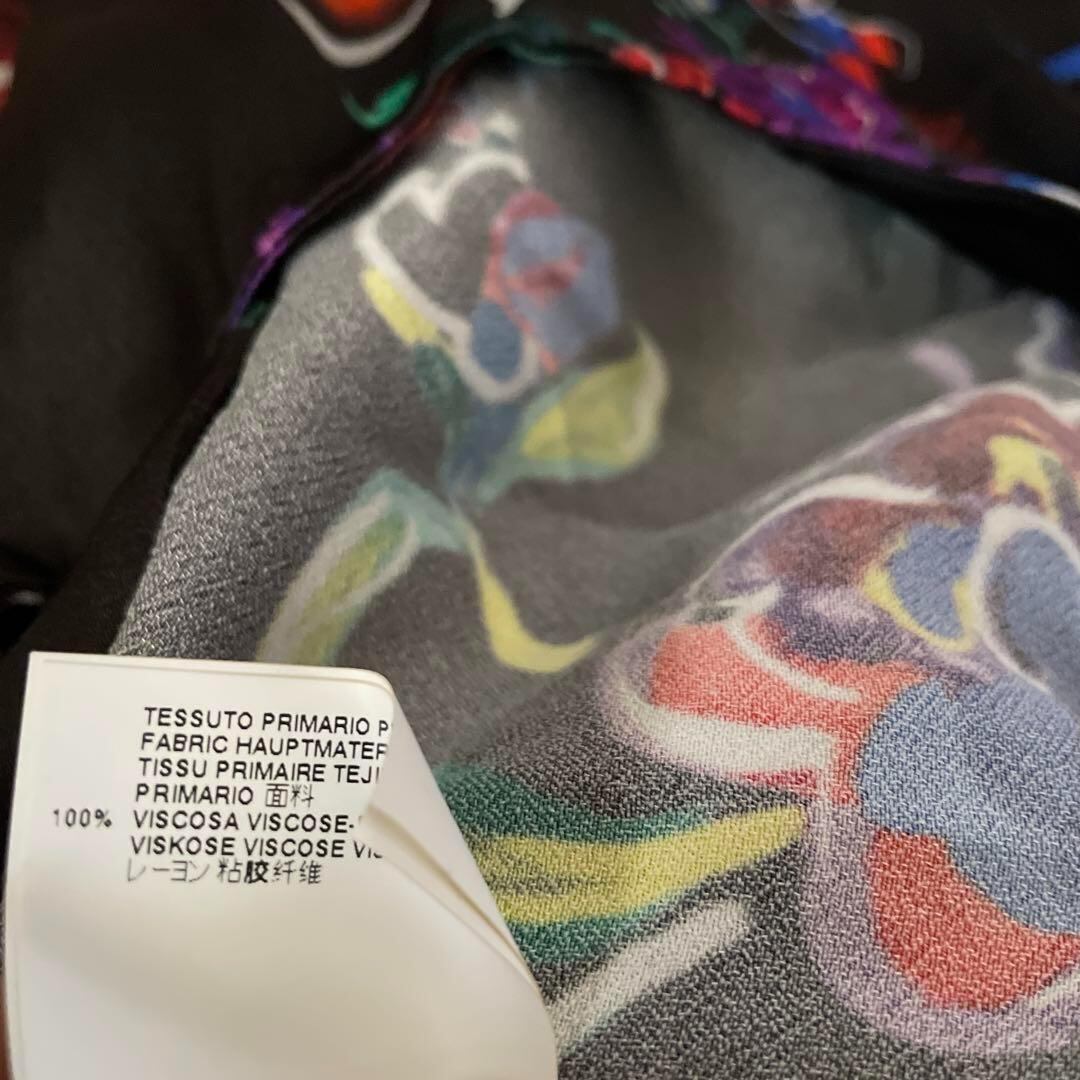 TESSUTO PRIMARIO
FABRIC HAUPTMATER
TISSU PRIMAIRE
PRIMARIO 面料
100% VISCOSA VISCOSE-
VISKOSE VISCOSE
レーヨン 粘胶纤维